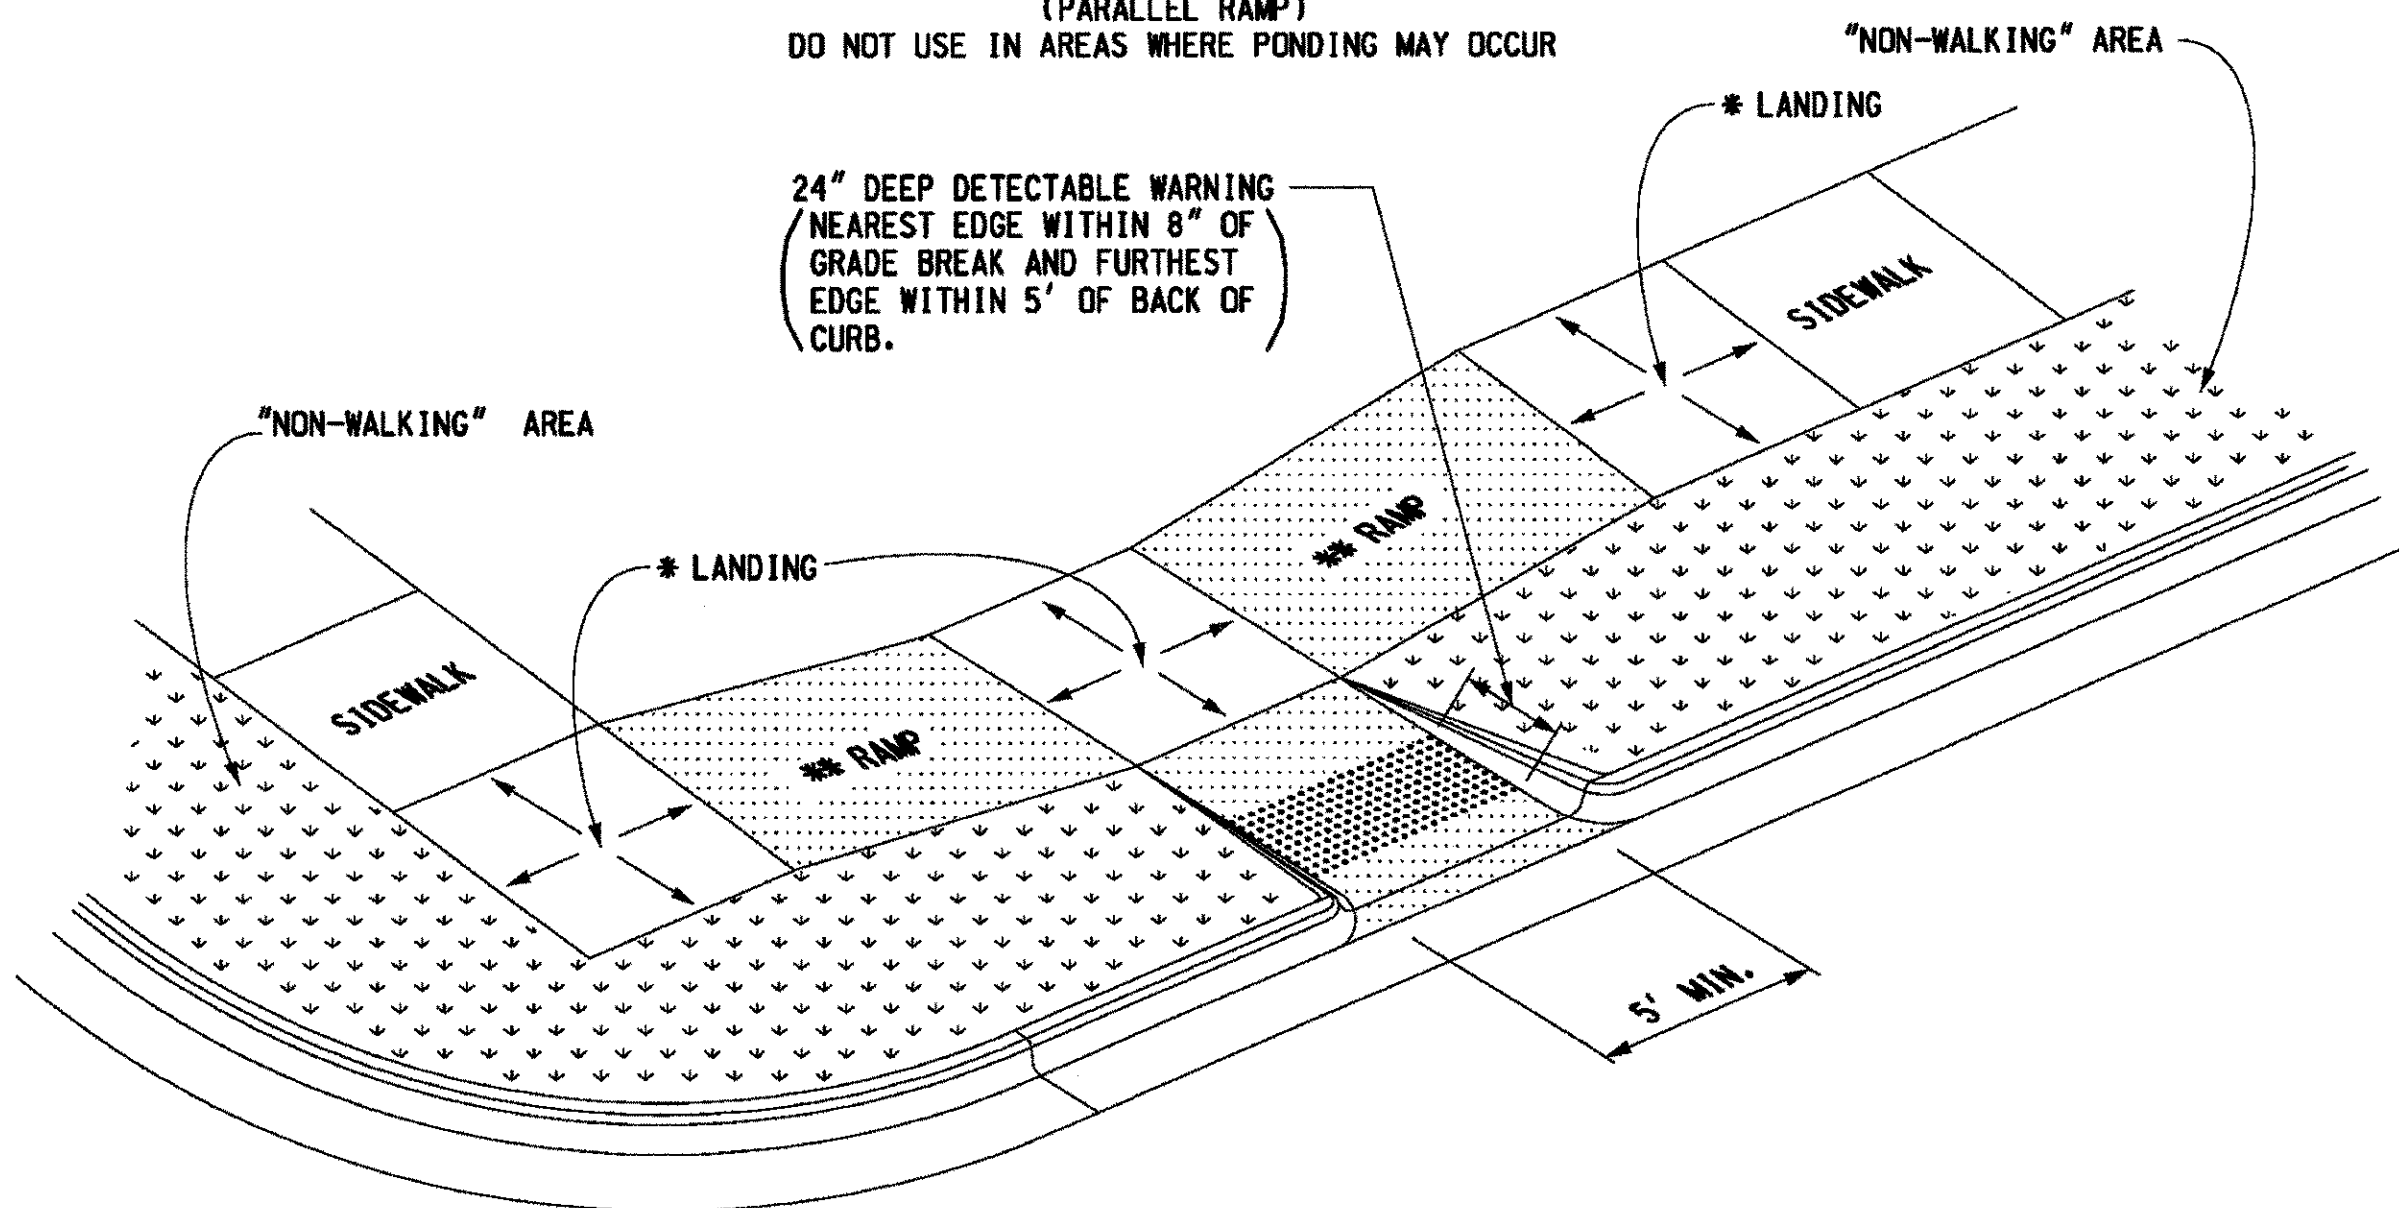 (PARALLEL RAMP)
DO NOT USE IN AREAS WHERE PONDING MAY OCCUR
"NON-WALKING" AREA
* LANDING
24" DEEP DETECTABLE WARNING
(NEAREST EDGE WITHIN 8" OF
GRADE BREAK AND FURTHEST
EDGE WITHIN 5' OF BACK OF
CURB.)
SIDEWALK
"NON-WALKING" AREA
** RAMP
* LANDING
SIDEWALK
** RAMP
5' MIN.